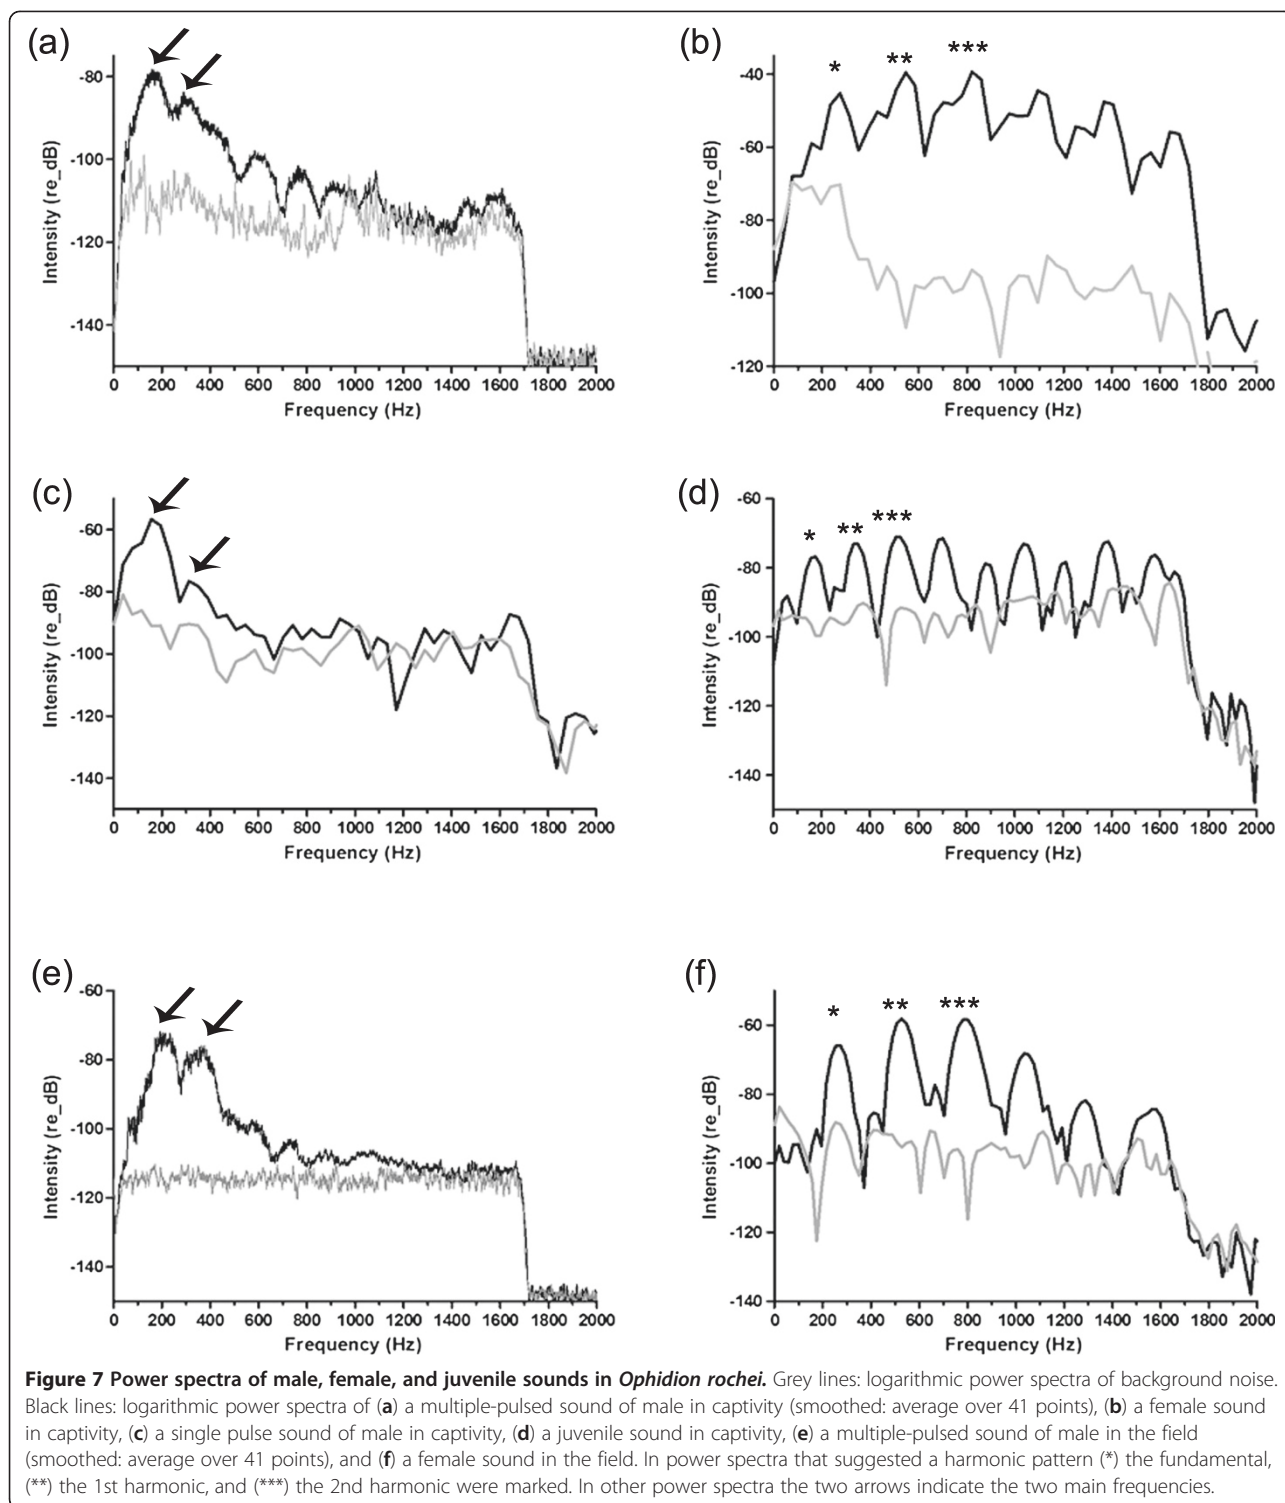 (a)
-80
-100
-120
-140
Intensity (re_dB)
0 200 400 600 800 1000 1200 1400 1600 1800 2000
Frequency (Hz)
(b)
* ** ***
-40
-60
-80
-100
-120
Intensity (re_dB)
0 200 400 600 800 1000 1200 1400 1600 1800 2000
Frequency (Hz)
(c)
-60
-80
-100
-120
-140
Intensity (re_dB)
0 200 400 600 800 1000 1200 1400 1600 1800 2000
Frequency (Hz)
(d)
* ** ***
-60
-80
-100
-120
-140
Intensity (re_dB)
0 200 400 600 800 1000 1200 1400 1600 1800 2000
Frequency (Hz)
(e)
-60
-80
-100
-120
-140
Intensity (re_dB)
0 200 400 600 800 1000 1200 1400 1600 1800 2000
Frequency (Hz)
(f)
* ** ***
-60
-80
-100
-120
-140
Intensity (re_dB)
0 200 400 600 800 1000 1200 1400 1600 1800 2000
Frequency (Hz)
Figure 7 Power spectra of male, female, and juvenile sounds in Ophidion rochei. Grey lines: logarithmic power spectra of background noise.
Black lines: logarithmic power spectra of (a) a multiple-pulsed sound of male in captivity (smoothed: average over 41 points), (b) a female sound
in captivity, (c) a single pulse sound of male in captivity, (d) a juvenile sound in captivity, (e) a multiple-pulsed sound of male in the field
(smoothed: average over 41 points), and (f) a female sound in the field. In power spectra that suggested a harmonic pattern (*) the fundamental,
(**) the 1st harmonic, and (***) the 2nd harmonic were marked. In other power spectra the two arrows indicate the two main frequencies.